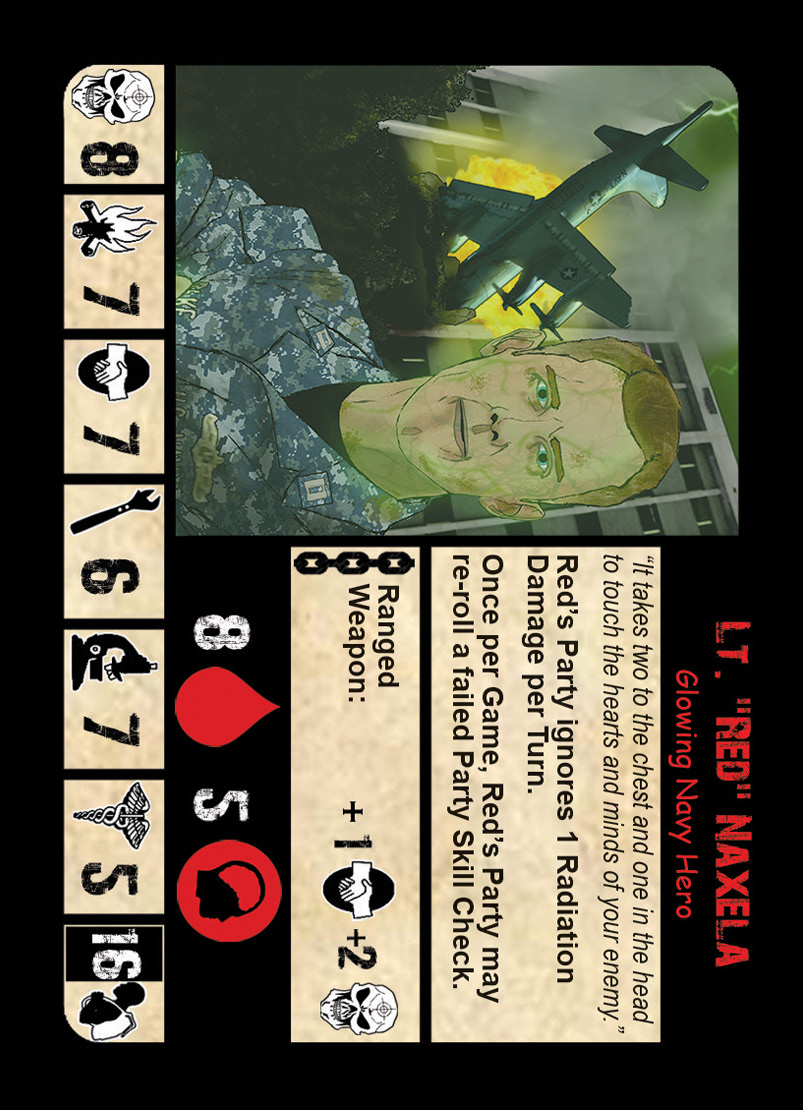 LT. "RED" NAXELA
Glowing Navy Hero
“It takes two to the chest and one in the head
to touch the hearts and minds of your enemy.”
Red’s Party ignores 1 Radiation
Damage per Turn.
Once per Game, Red’s Party may
re-roll a failed Party Skill Check.
Ranged
Weapon:
+ 1 +2
8 5
8 7 7 6 7 5 16